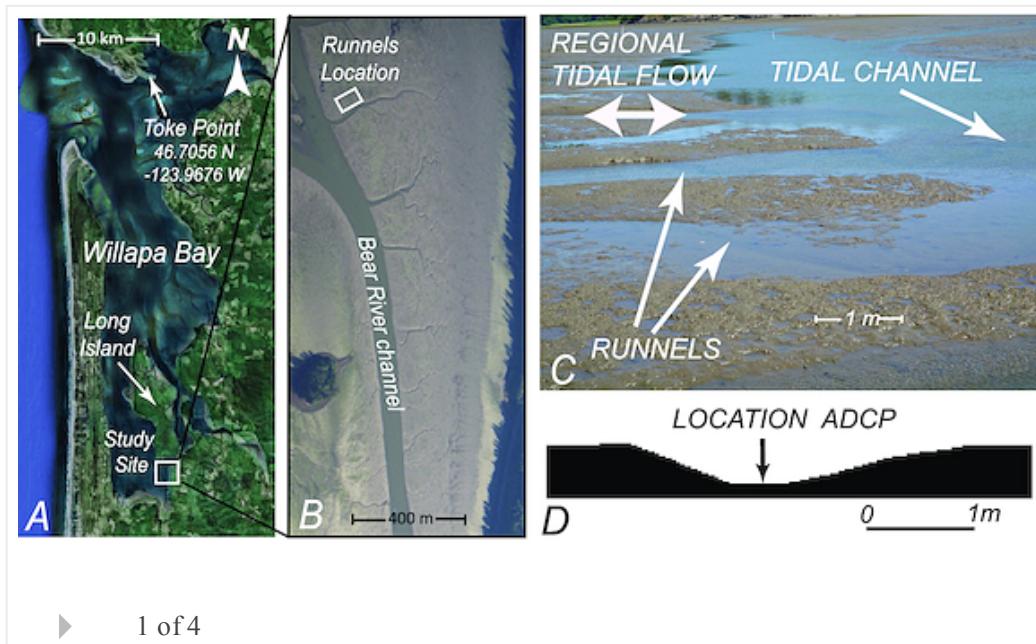 10 km
N
Toke Point
46.7056 N
-123.9676 W
Willapa Bay
Long
Island
Study
Site
A
Runnels
Location
Bear River channel
400 m
B
REGIONAL
TIDAL FLOW
TIDAL CHANNEL
1 m
RUNNELS
C
LOCATION ADCP
D
0 1m
1 of 4